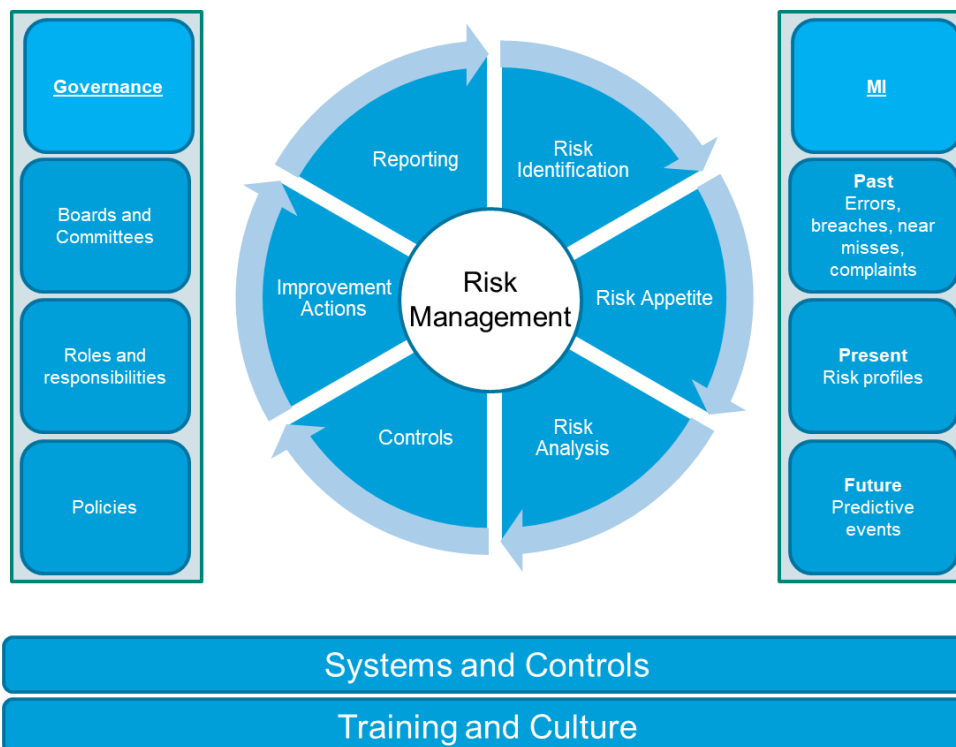 Governance
Boards and
Committees
Roles and
responsibilities
Policies
Reporting
Risk
Identification
Improvement
Actions
Risk
Management
Risk Appetite
Controls
Risk
Analysis
MI
Past
Errors,
breaches, near
misses,
complaints
Present
Risk profiles
Future
Predictive
events
Systems and Controls
Training and Culture